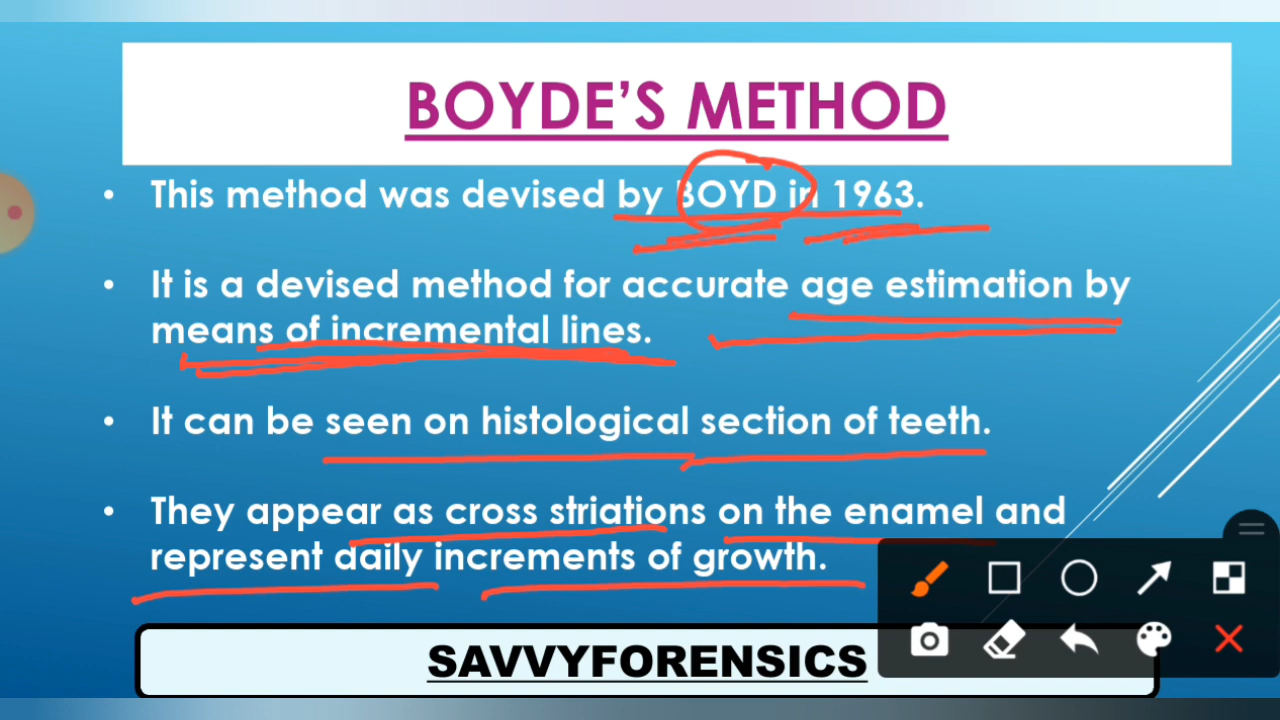 BOYDE’S METHOD
• This method was devised by BOYD in 1963.
• It is a devised method for accurate age estimation by
means of incremental lines.
• It can be seen on histological section of teeth.
• They appear as cross striations on the enamel and
represent daily increments of growth.
SAVVYFORENSICS